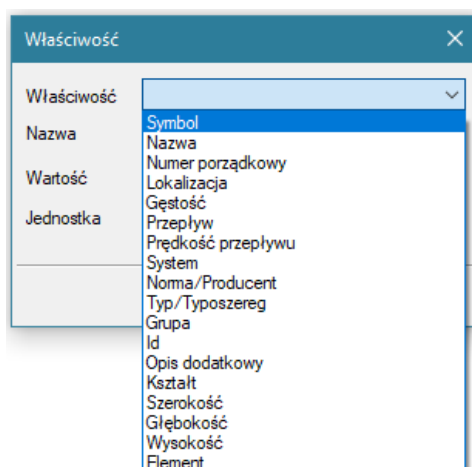 Właściwość
Właściwość
Nazwa
Wartość
Jednostka
Symbol
Nazwa
Numer porządkowy
Lokalizacja
Gęstość
Przepływ
Prędkość przepływu
System
Norma/Producent
Typ/Typoszereg
Grupa
Id
Opis dodatkowy
Kształt
Szerokość
Głębokość
Wysokość
Element